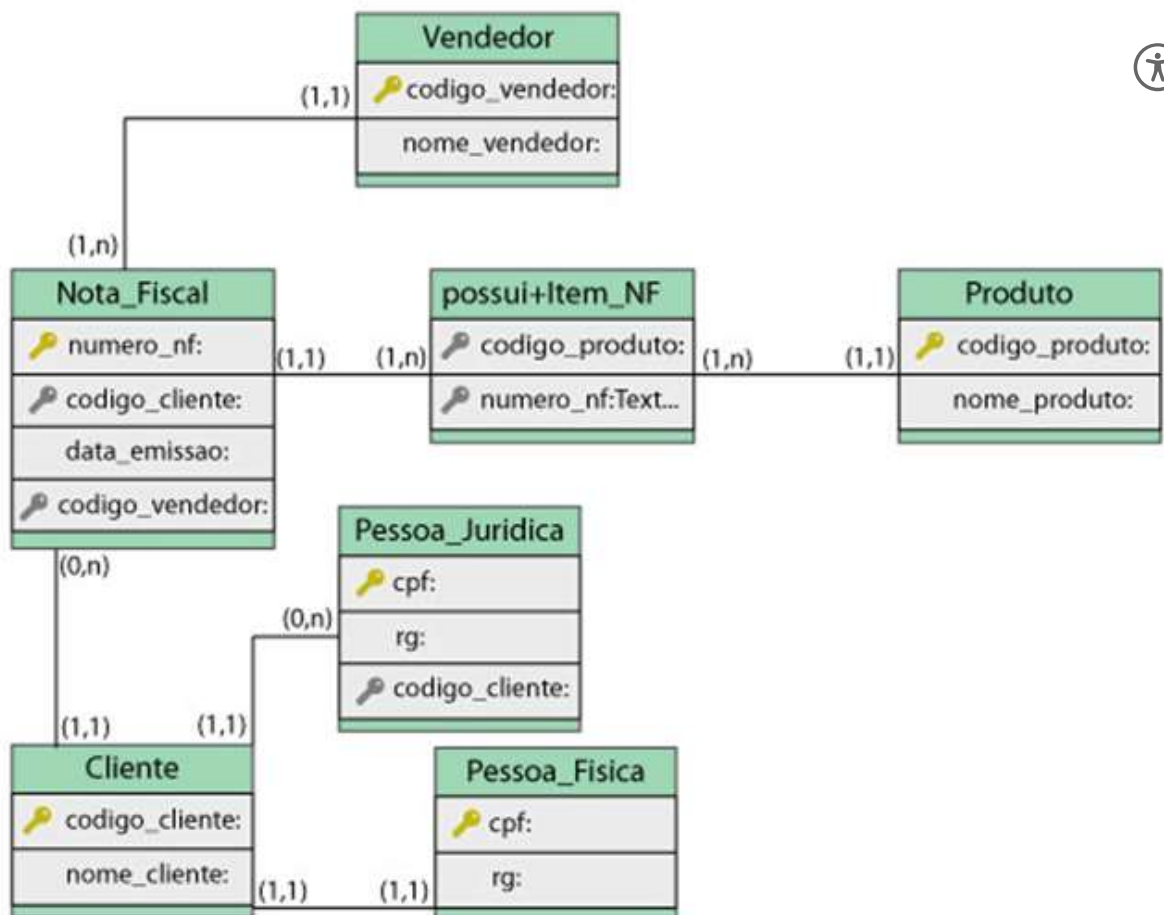 Vendedor
codigo_vendedor:
nome_vendedor:
(1,1)
(1,n)
Nota_Fiscal
numero_nf:
codigo_cliente:
data_emissao:
codigo_vendedor:
(1,1)
(1,n)
possui+Item_NF
codigo_produto:
numero_nf:Text...
(1,n)
(1,1)
Produto
codigo_produto:
nome_produto:
(0,n)
(1,1)
Pessoa_Juridica
cpf:
rg:
codigo_cliente:
(0,n)
(1,1)
Cliente
codigo_cliente:
nome_cliente:
(1,1)
(1,1)
Pessoa_Fisica
cpf:
rg: